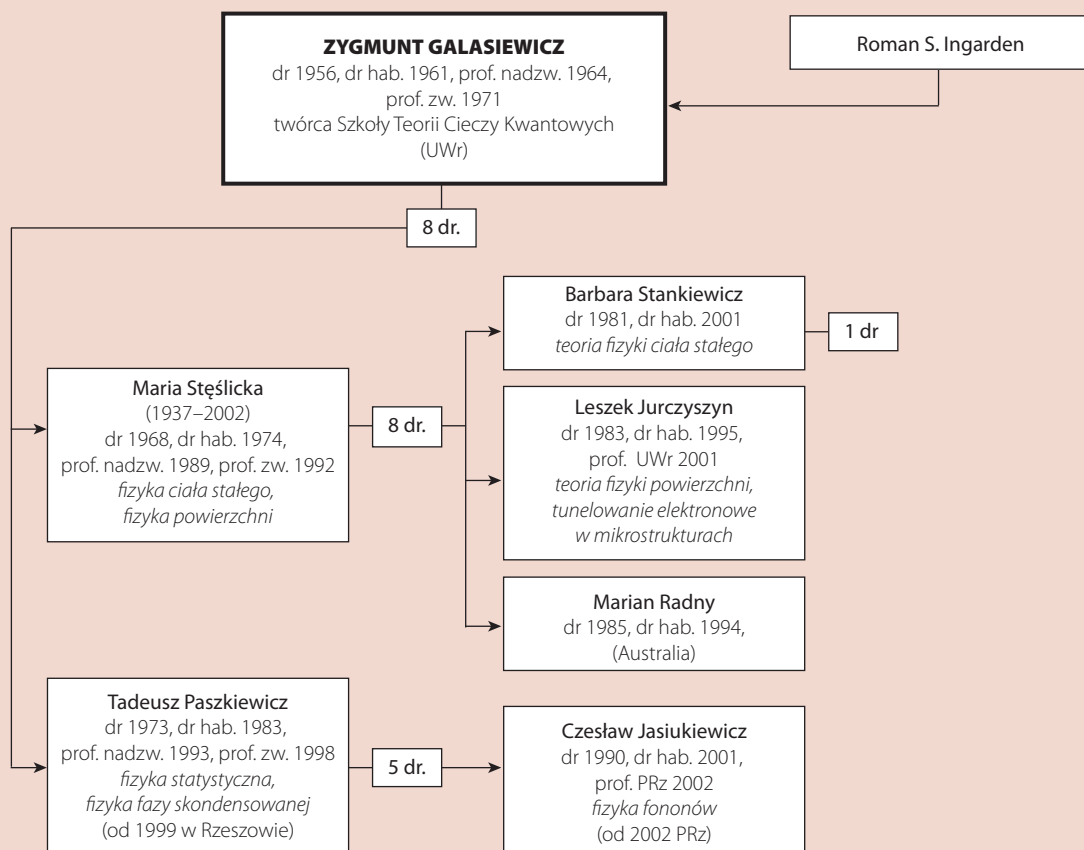 ZYGMUNT GALASIEWICZ
dr 1956, dr hab. 1961, prof. nadzw. 1964,
prof. zw. 1971
twórca Szkoły Teorii Cieczy Kwantowych
(UWr)
Roman S. Ingarden
8 dr.
Maria Stęślicka
(1937–2002)
dr 1968, dr hab. 1974,
prof. nadzw. 1989, prof. zw. 1992
fizyka ciała stałego,
fizyka powierzchni
8 dr.
Barbara Stankiewicz
dr 1981, dr hab. 2001
teoria fizyki ciała stałego
1 dr
Leszek Jurczyszyn
dr 1983, dr hab. 1995,
prof. UWr 2001
teoria fizyki powierzchni,
tunelowanie elektronowe
w mikrostrukturach
Marian Radny
dr 1985, dr hab. 1994,
(Australia)
Tadeusz Paszkiewicz
dr 1973, dr hab. 1983,
prof. nadzw. 1993, prof. zw. 1998
fizyka statystyczna,
fizyka fazy skondensowanej
(od 1999 w Rzeszowie)
5 dr.
Czesław Jasiukiewicz
dr 1990, dr hab. 2001,
prof. PRz 2002
fizyka fononów
(od 2002 PRz)